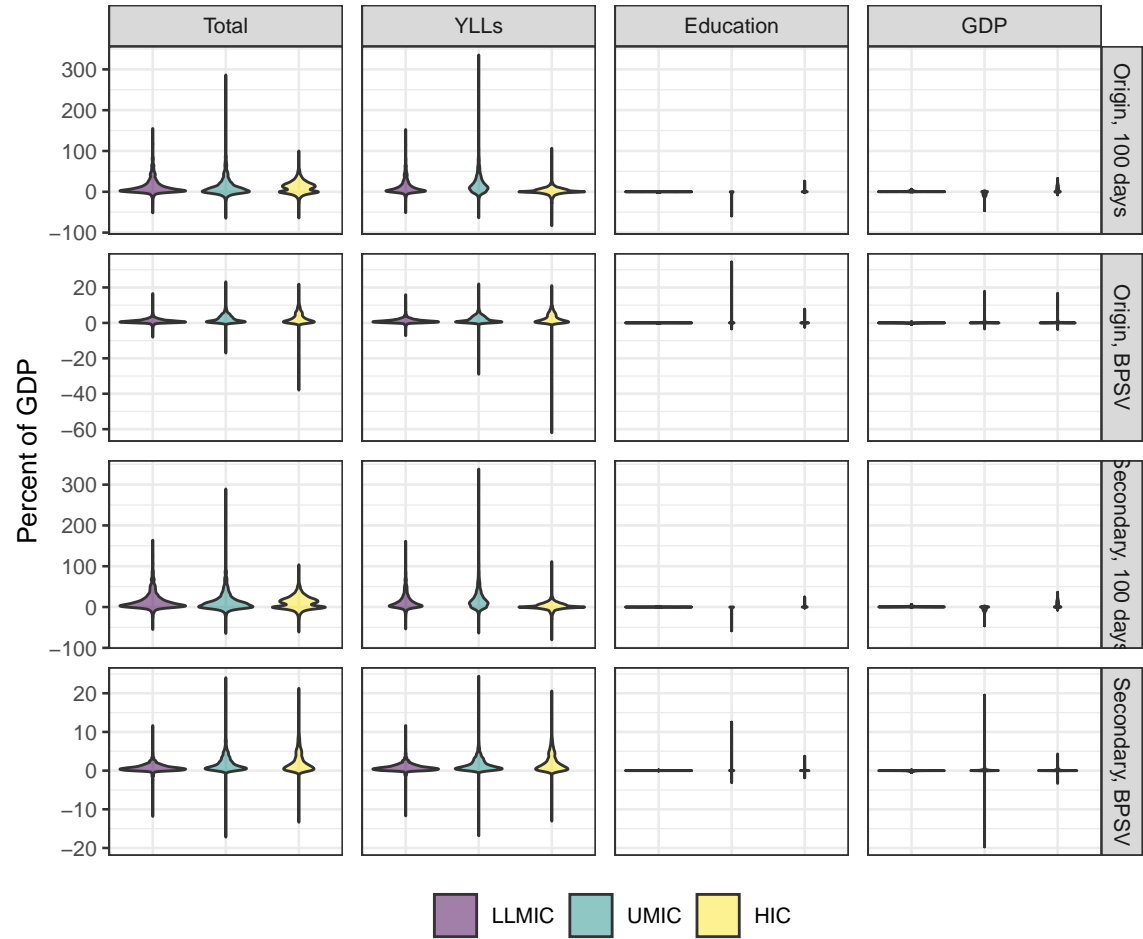 Total YLLs Education GDP
Percent of GDP
300
200
100
0
−100
Origin, 100 days
20
0
−20
−40
−60
Origin, BPSV
300
200
100
0
−100
Secondary, 100 days
20
10
0
−10
−20
Secondary, BPSV
LLMIC UMIC HIC